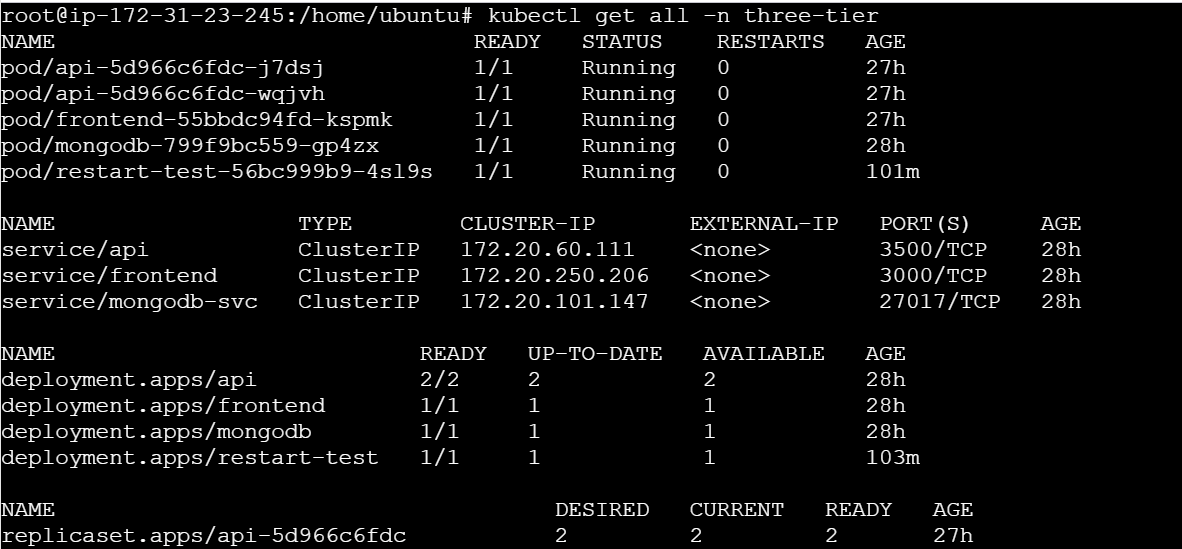 root@ip-172-31-23-245:/home/ubuntu# kubectl get all -n three-tier
NAME READY STATUS RESTARTS AGE
pod/api-5d966c6fdc-j7dsj 1/1 Running 0 27h
pod/api-5d966c6fdc-wqjvh 1/1 Running 0 27h
pod/frontend-55bbdc94fd-kspmk 1/1 Running 0 27h
pod/mongodb-799f9bc559-gp4zx 1/1 Running 0 28h
pod/restart-test-56bc999b9-4sl9s 1/1 Running 0 101m
NAME TYPE CLUSTER-IP EXTERNAL-IP PORT(S) AGE
service/api ClusterIP 172.20.60.111 <none> 3500/TCP 28h
service/frontend ClusterIP 172.20.250.206 <none> 3000/TCP 28h
service/mongodb-svc ClusterIP 172.20.101.147 <none> 27017/TCP 28h
NAME READY UP-TO-DATE AVAILABLE AGE
deployment.apps/api 2/2 2 2 28h
deployment.apps/frontend 1/1 1 1 28h
deployment.apps/mongodb 1/1 1 1 28h
deployment.apps/restart-test 1/1 1 1 103m
NAME DESIRED CURRENT READY AGE
replicaset.apps/api-5d966c6fdc 2 2 2 27h